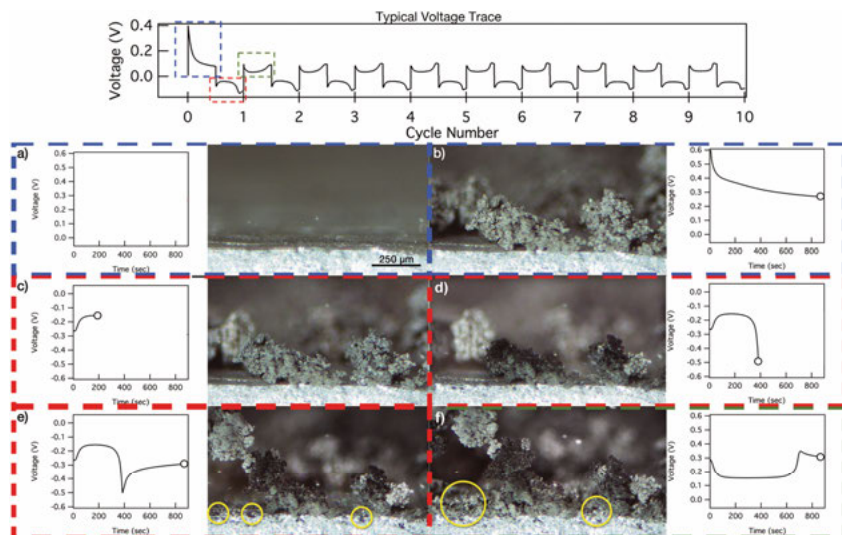 Typical Voltage Trace
Voltage (V)
0.4
0.2
0.0
0 1 2 3 4 5 6 7 8 9 10
Cycle Number
a)
Voltage (V)
0.6
0.5
0.4
0.3
0.2
0.1
0.0
0 200 400 600 800
Time (sec)
250 µm
b)
Voltage (V)
0.6
0.5
0.4
0.3
0.2
0.1
0.0
0 200 400 600 800
Time (sec)
c)
Voltage (V)
0.0
-0.1
-0.2
-0.3
-0.4
-0.5
-0.6
0 200 400 600 800
Time (sec)
d)
Voltage (V)
0.0
-0.1
-0.2
-0.3
-0.4
-0.5
-0.6
0 200 400 600 800
Time (sec)
e)
Voltage (V)
0.0
-0.1
-0.2
-0.3
-0.4
-0.5
-0.6
0 200 400 600 800
Time (sec)
f)
Voltage (V)
0.6
0.5
0.4
0.3
0.2
0.1
0.0
0 200 400 600 800
Time (sec)